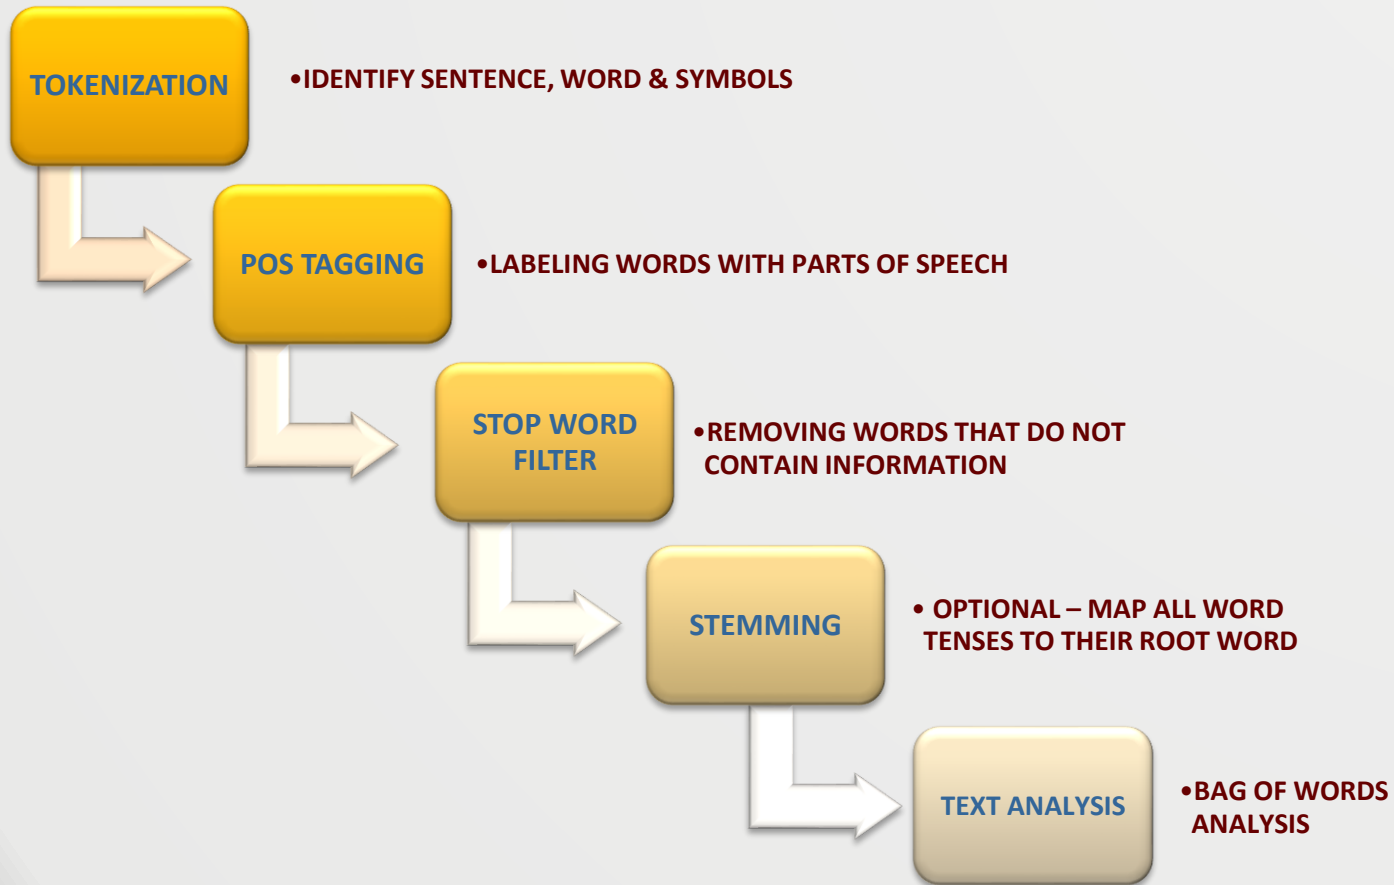 TOKENIZATION
•IDENTIFY SENTENCE, WORD & SYMBOLS
POS TAGGING
•LABELING WORDS WITH PARTS OF SPEECH
STOP WORD
FILTER
•REMOVING WORDS THAT DO NOT
CONTAIN INFORMATION
STEMMING
• OPTIONAL – MAP ALL WORD
TENSES TO THEIR ROOT WORD
TEXT ANALYSIS
•BAG OF WORDS
ANALYSIS